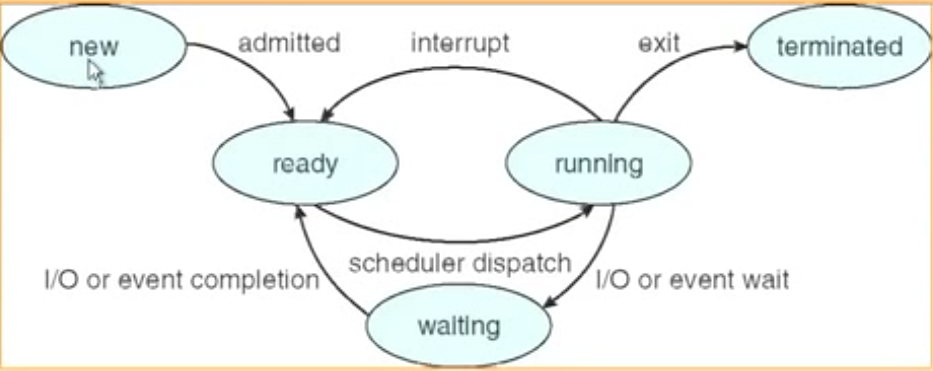 new
admitted
interrupt
exit
terminated
ready
running
scheduler dispatch
I/O or event completion
I/O or event wait
waiting